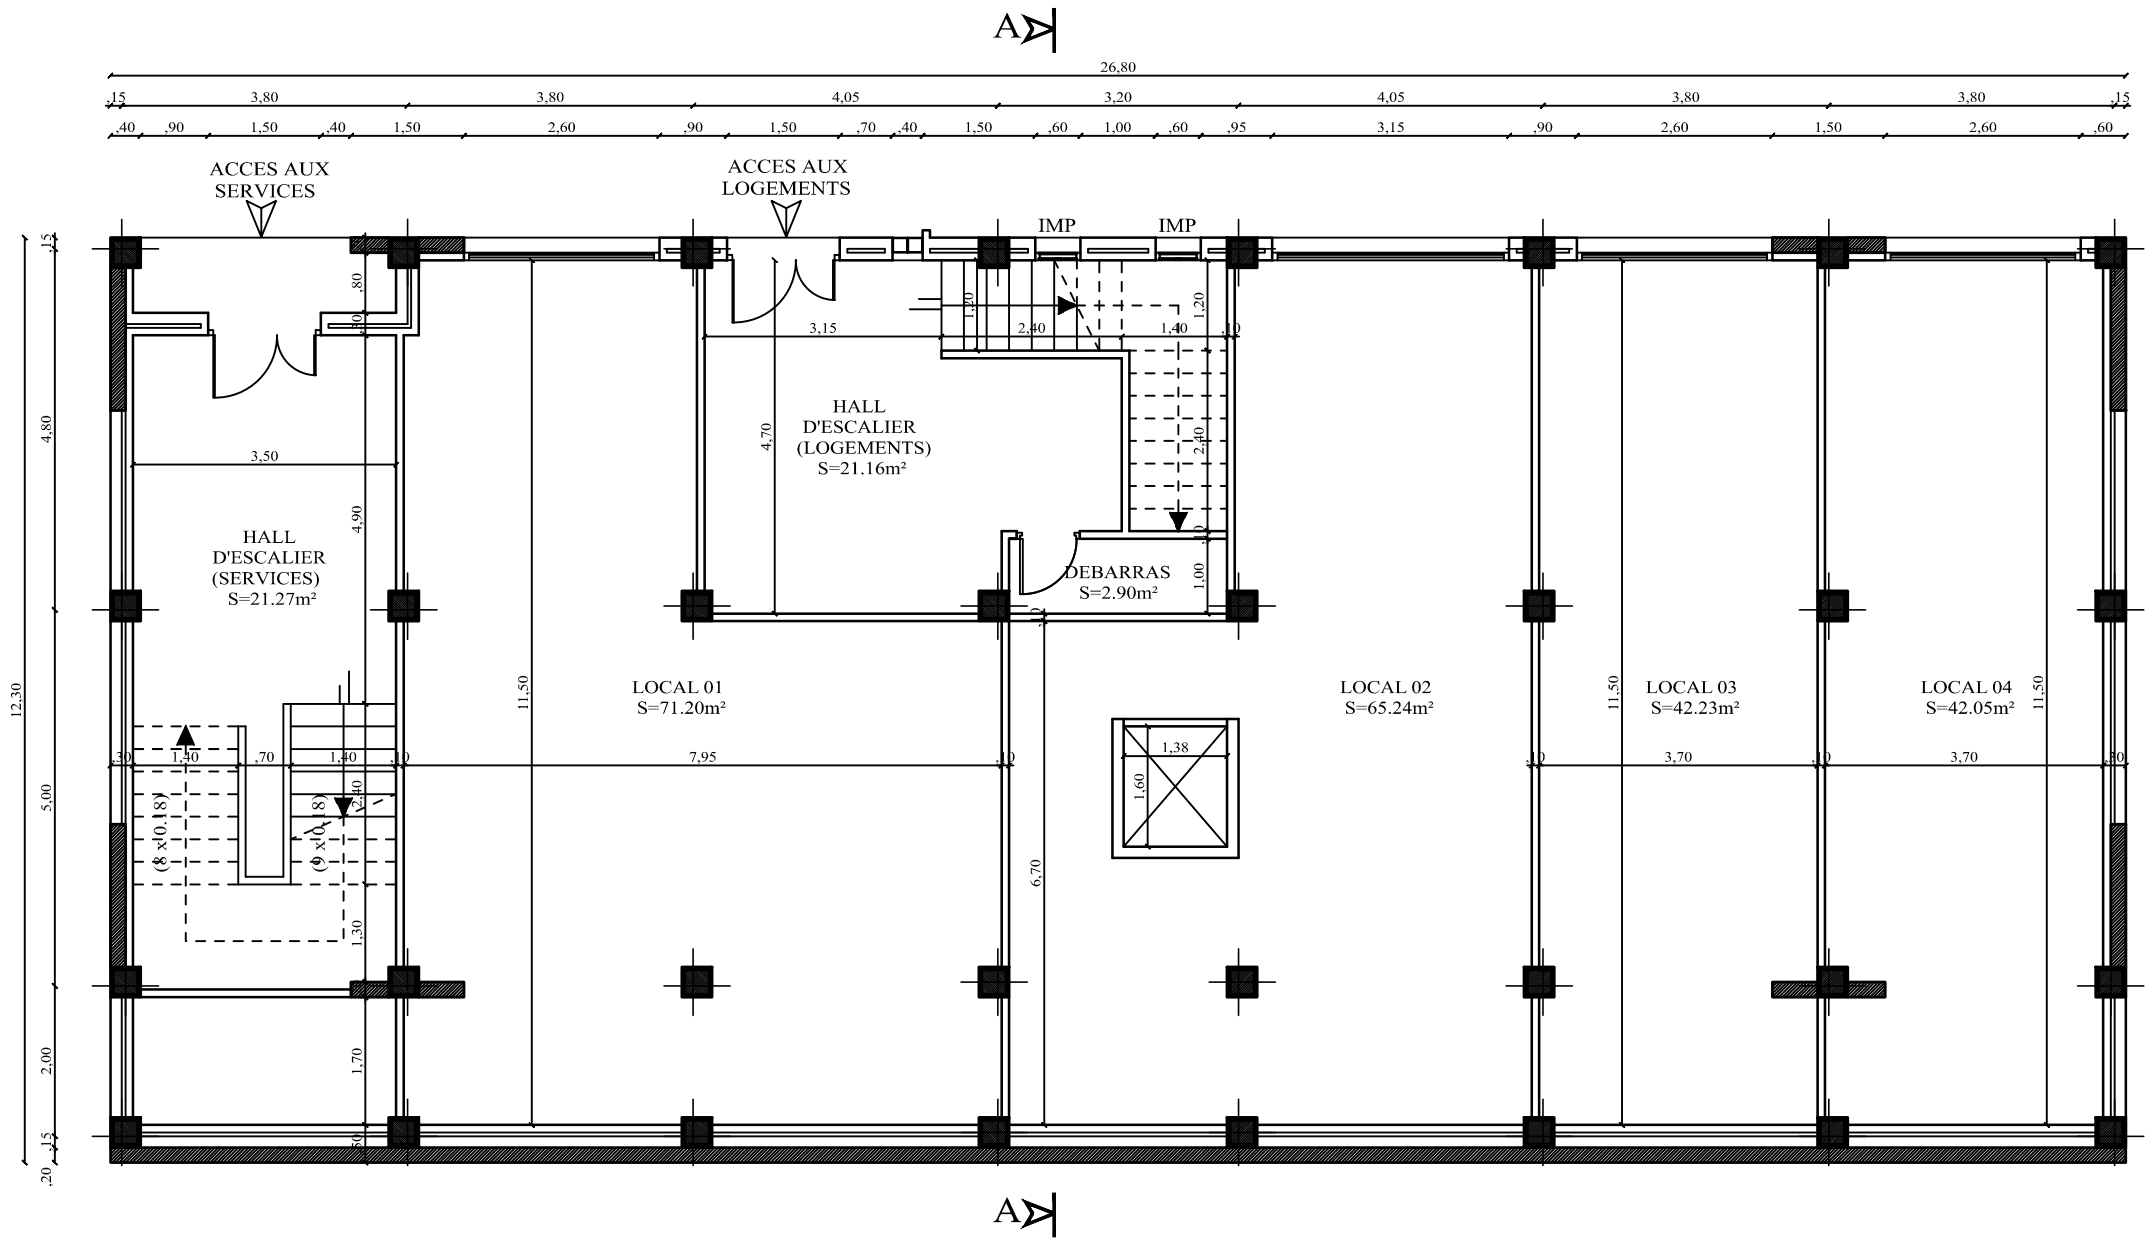 A
26,80
,15 3,80 3,80 4,05 3,20 4,05 3,80 3,80 ,15
,40 ,90 1,50 ,40 1,50 2,60 ,90 1,50 ,70 ,40 1,50 ,60 1,00 ,60 ,95 3,15 ,90 2,60 1,50 2,60 ,60
ACCES AUX
SERVICES
ACCES AUX
LOGEMENTS
IMP
IMP
,15
4,80
5,00
2,00
,15
,20
12,30
,80
,30
3,50
4,90
HALL
D'ESCALIER
(SERVICES)
S=21.27m²
3,15
2,40
1,40
,10
1,20
1,20
4,70
2,40
,10
1,00
HALL
D'ESCALIER
(LOGEMENTS)
S=21.16m²
DEBARRAS
S=2.90m²
,10
11,50
LOCAL 01
S=71.20m²
LOCAL 02
S=65.24m²
11,50
LOCAL 03
S=42.23m²
LOCAL 04
S=42.05m²
11,50
,30 1,40 ,70 1,40 ,10 7,95 ,10
1,38
1,60
,10 3,70 ,10 3,70 ,30
2,40
(8 x 0.18)
(9 x 0.18)
6,70
1,30
1,70
,50
A